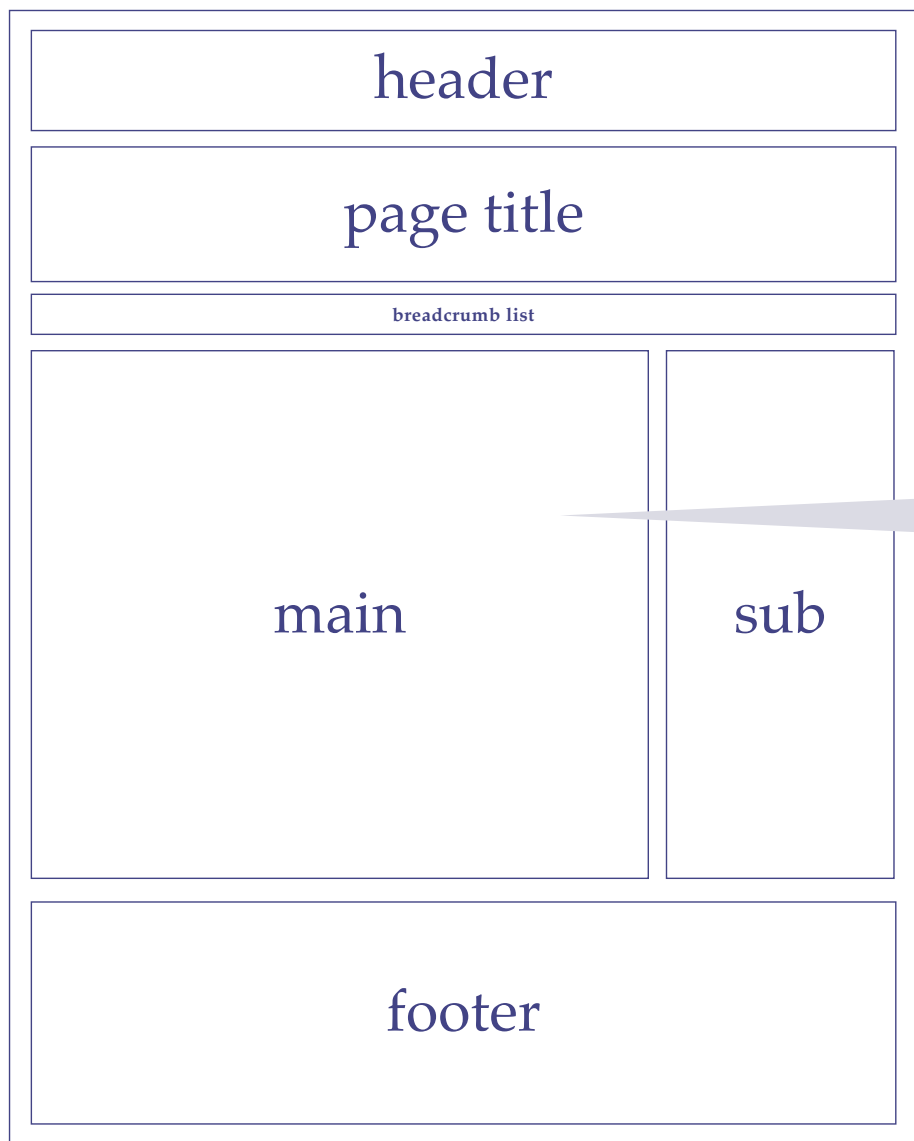 header
page title
breadcrumb list
main
sub
footer